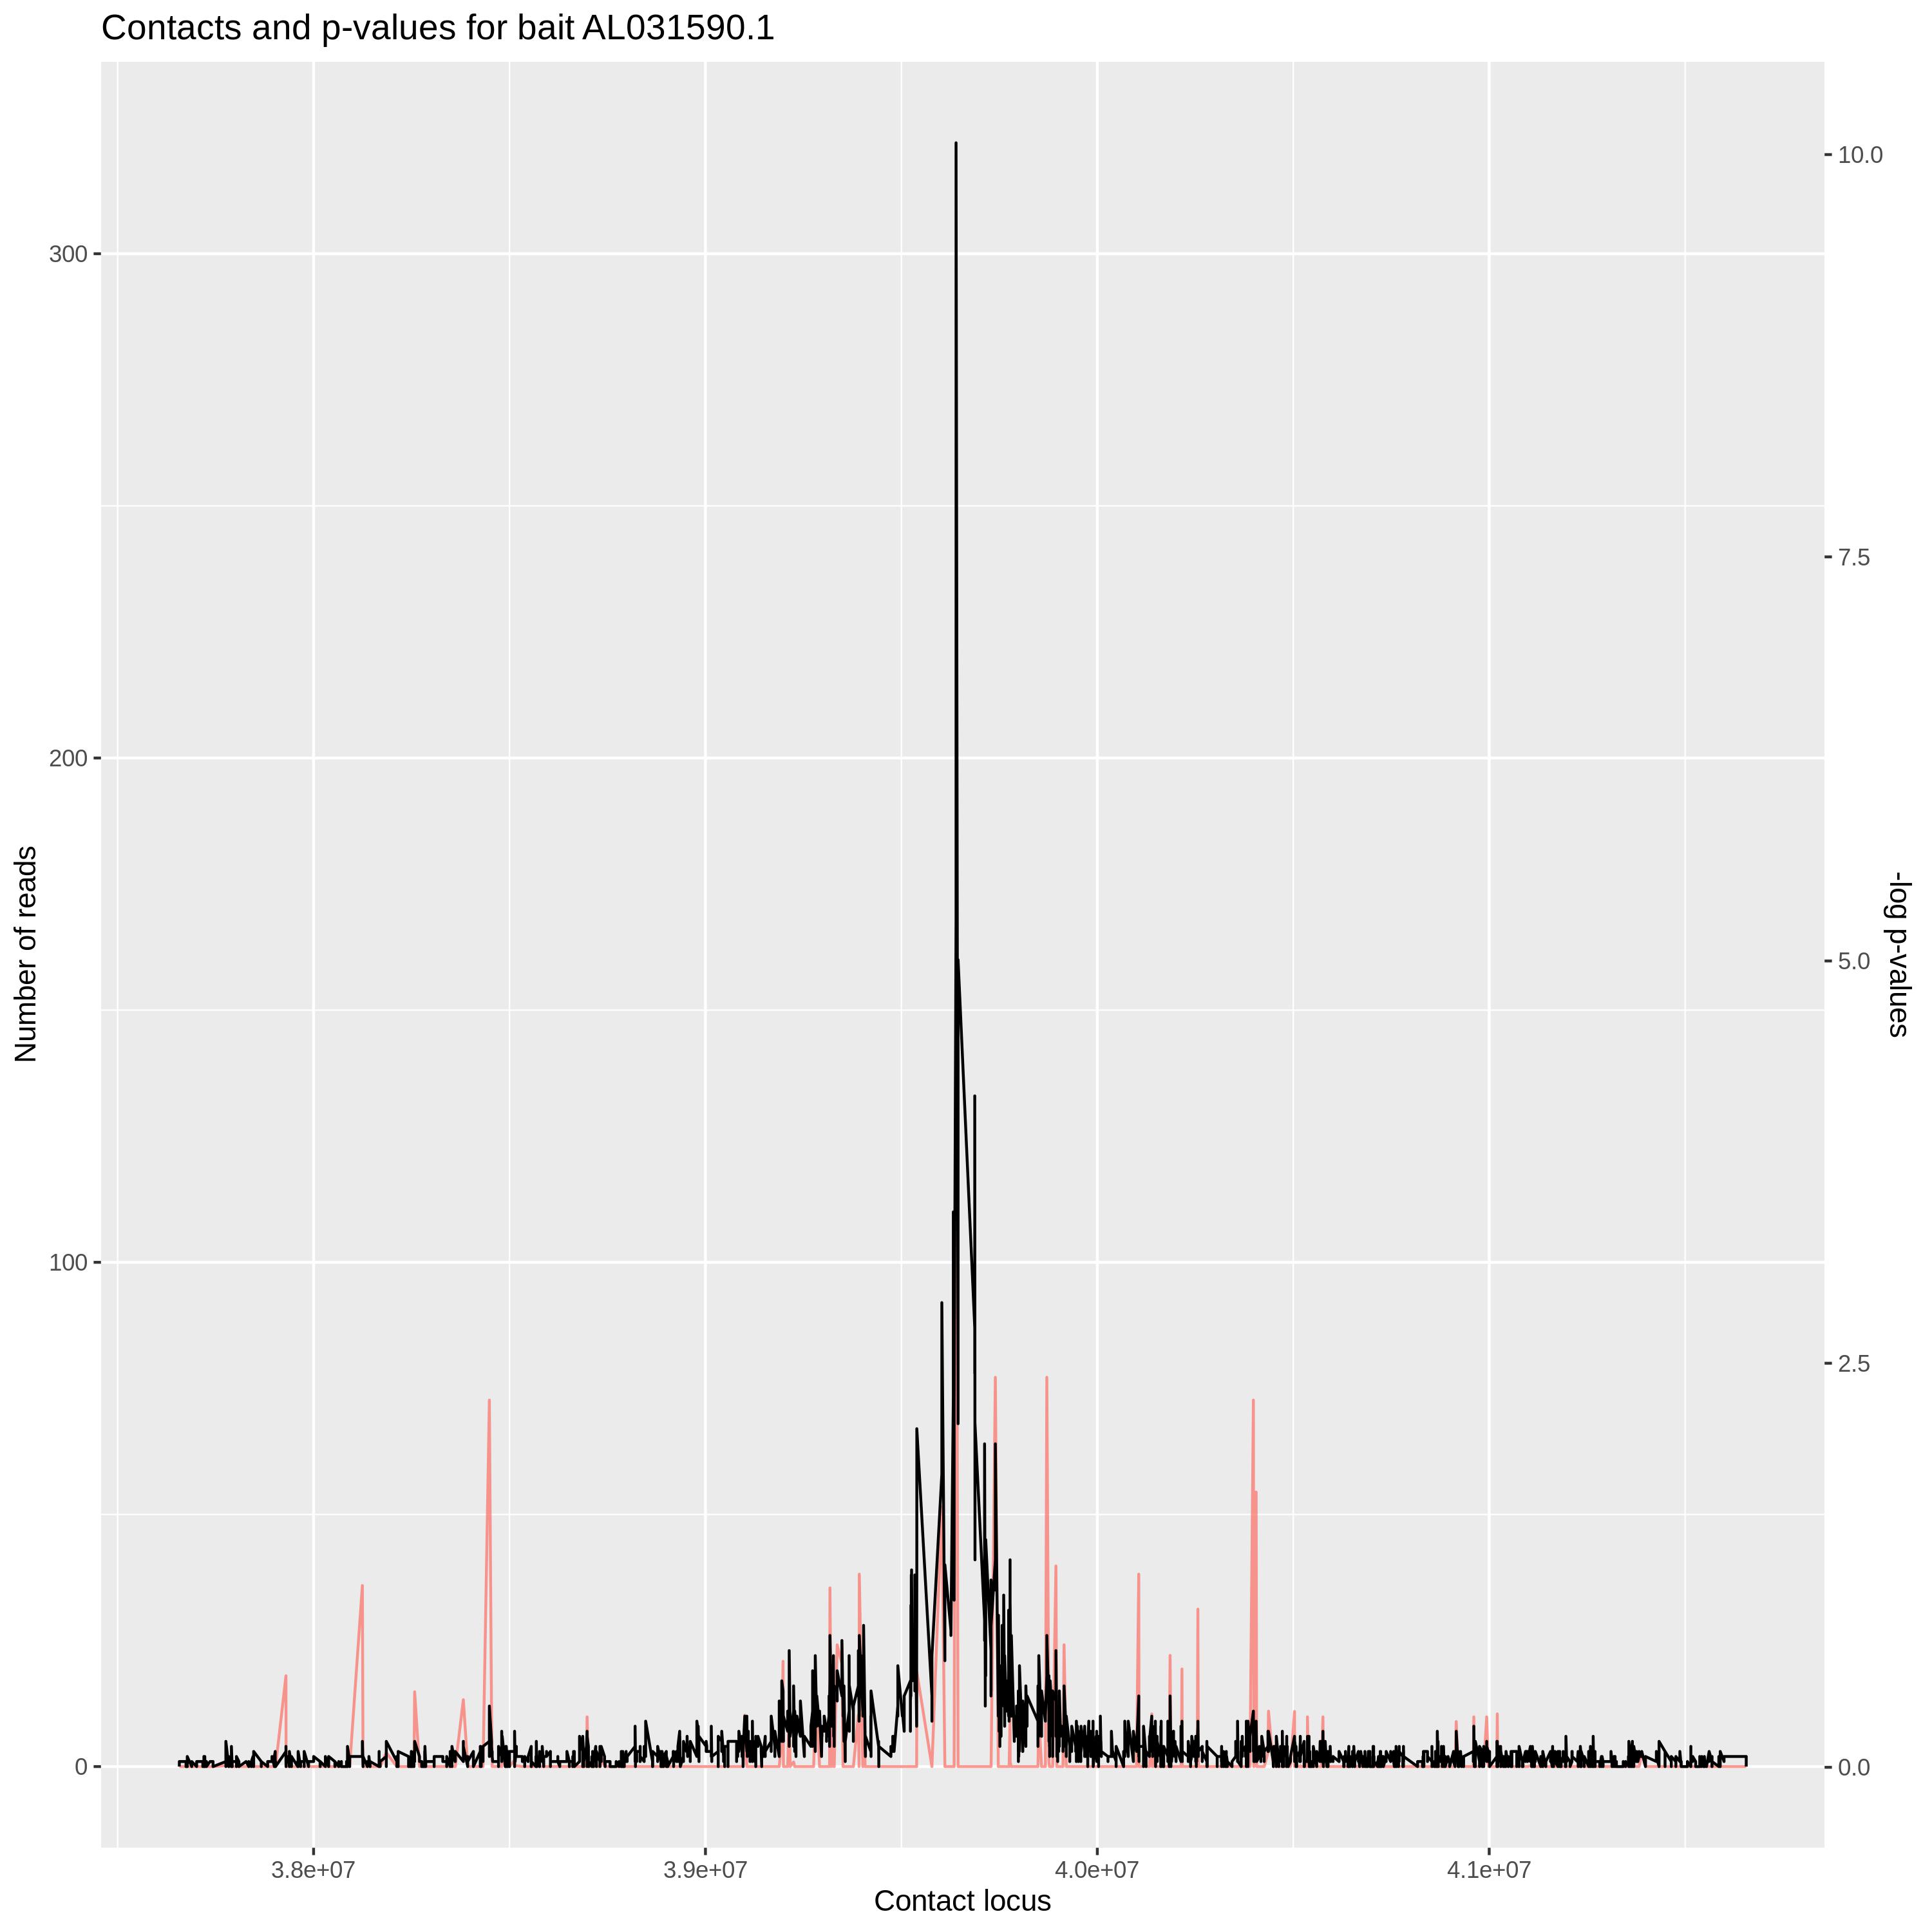 Contacts and p-values for bait AL031590.1
300
200
100
0
10.0
7.5
5.0
2.5
0.0
Number of reads
-log p-values
3.8e+07
3.9e+07
4.0e+07
4.1e+07
Contact locus